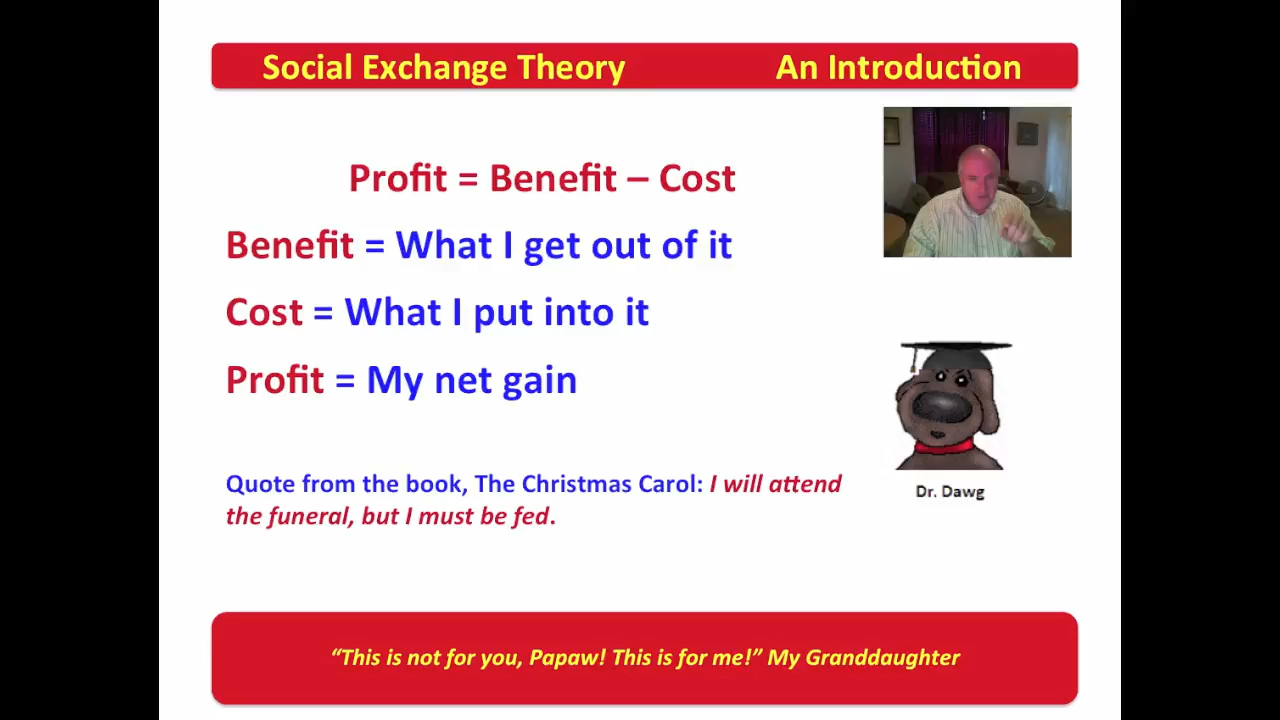 Social Exchange Theory An Introduction
Profit = Benefit – Cost
Benefit = What I get out of it
Cost = What I put into it
Profit = My net gain
Quote from the book, The Christmas Carol: I will attend
the funeral, but I must be fed.
Dr. Dawg
“This is not for you, Papaw! This is for me!” My Granddaughter